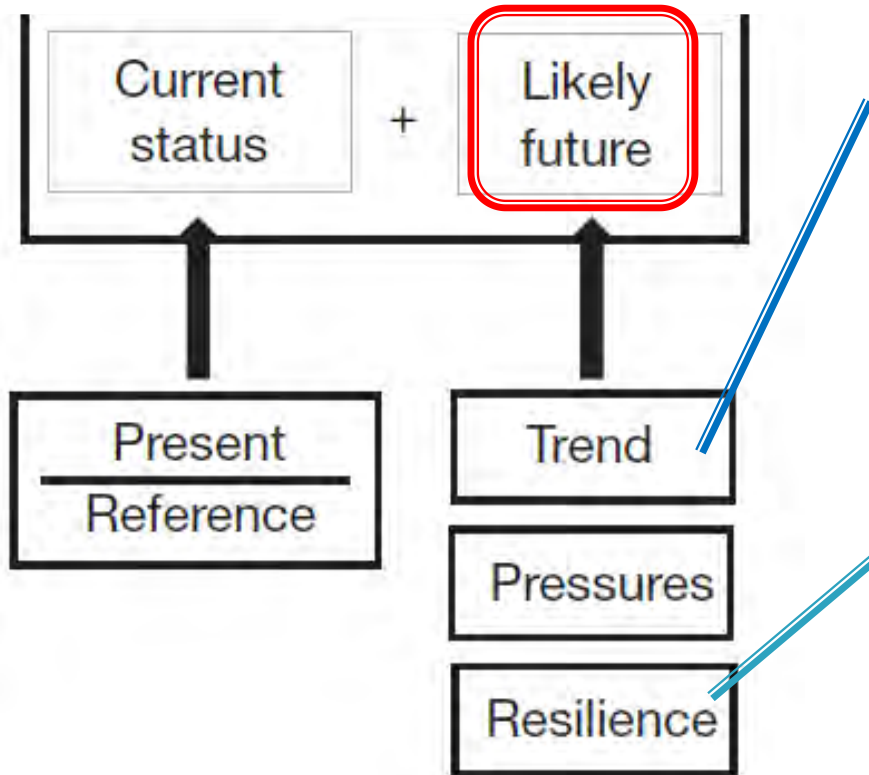 Current
status
+
Likely
future
Present
Reference
Trend
Pressures
Resilience